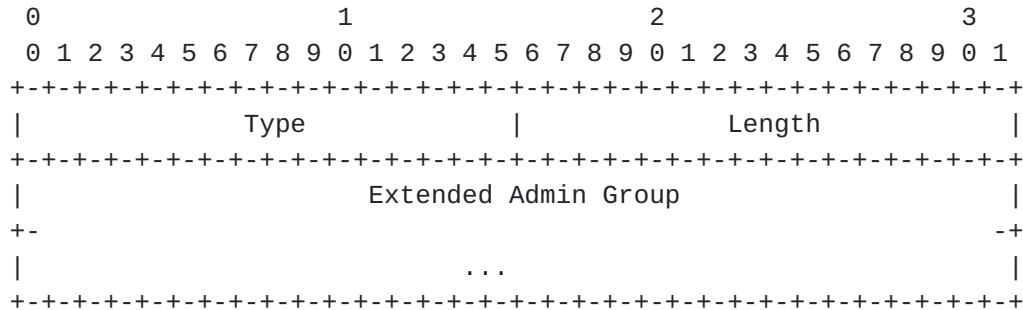 0                   1                   2                   3
 0 1 2 3 4 5 6 7 8 9 0 1 2 3 4 5 6 7 8 9 0 1 2 3 4 5 6 7 8 9 0 1
+-+-+-+-+-+-+-+-+-+-+-+-+-+-+-+-+-+-+-+-+-+-+-+-+-+-+-+-+-+-+-+-+
|              Type             |             Length            |
+-+-+-+-+-+-+-+-+-+-+-+-+-+-+-+-+-+-+-+-+-+-+-+-+-+-+-+-+-+-+-+-+
|                      Extended Admin Group                     |
+-                                                             -+
|                            ...                                |
+-+-+-+-+-+-+-+-+-+-+-+-+-+-+-+-+-+-+-+-+-+-+-+-+-+-+-+-+-+-+-+-+